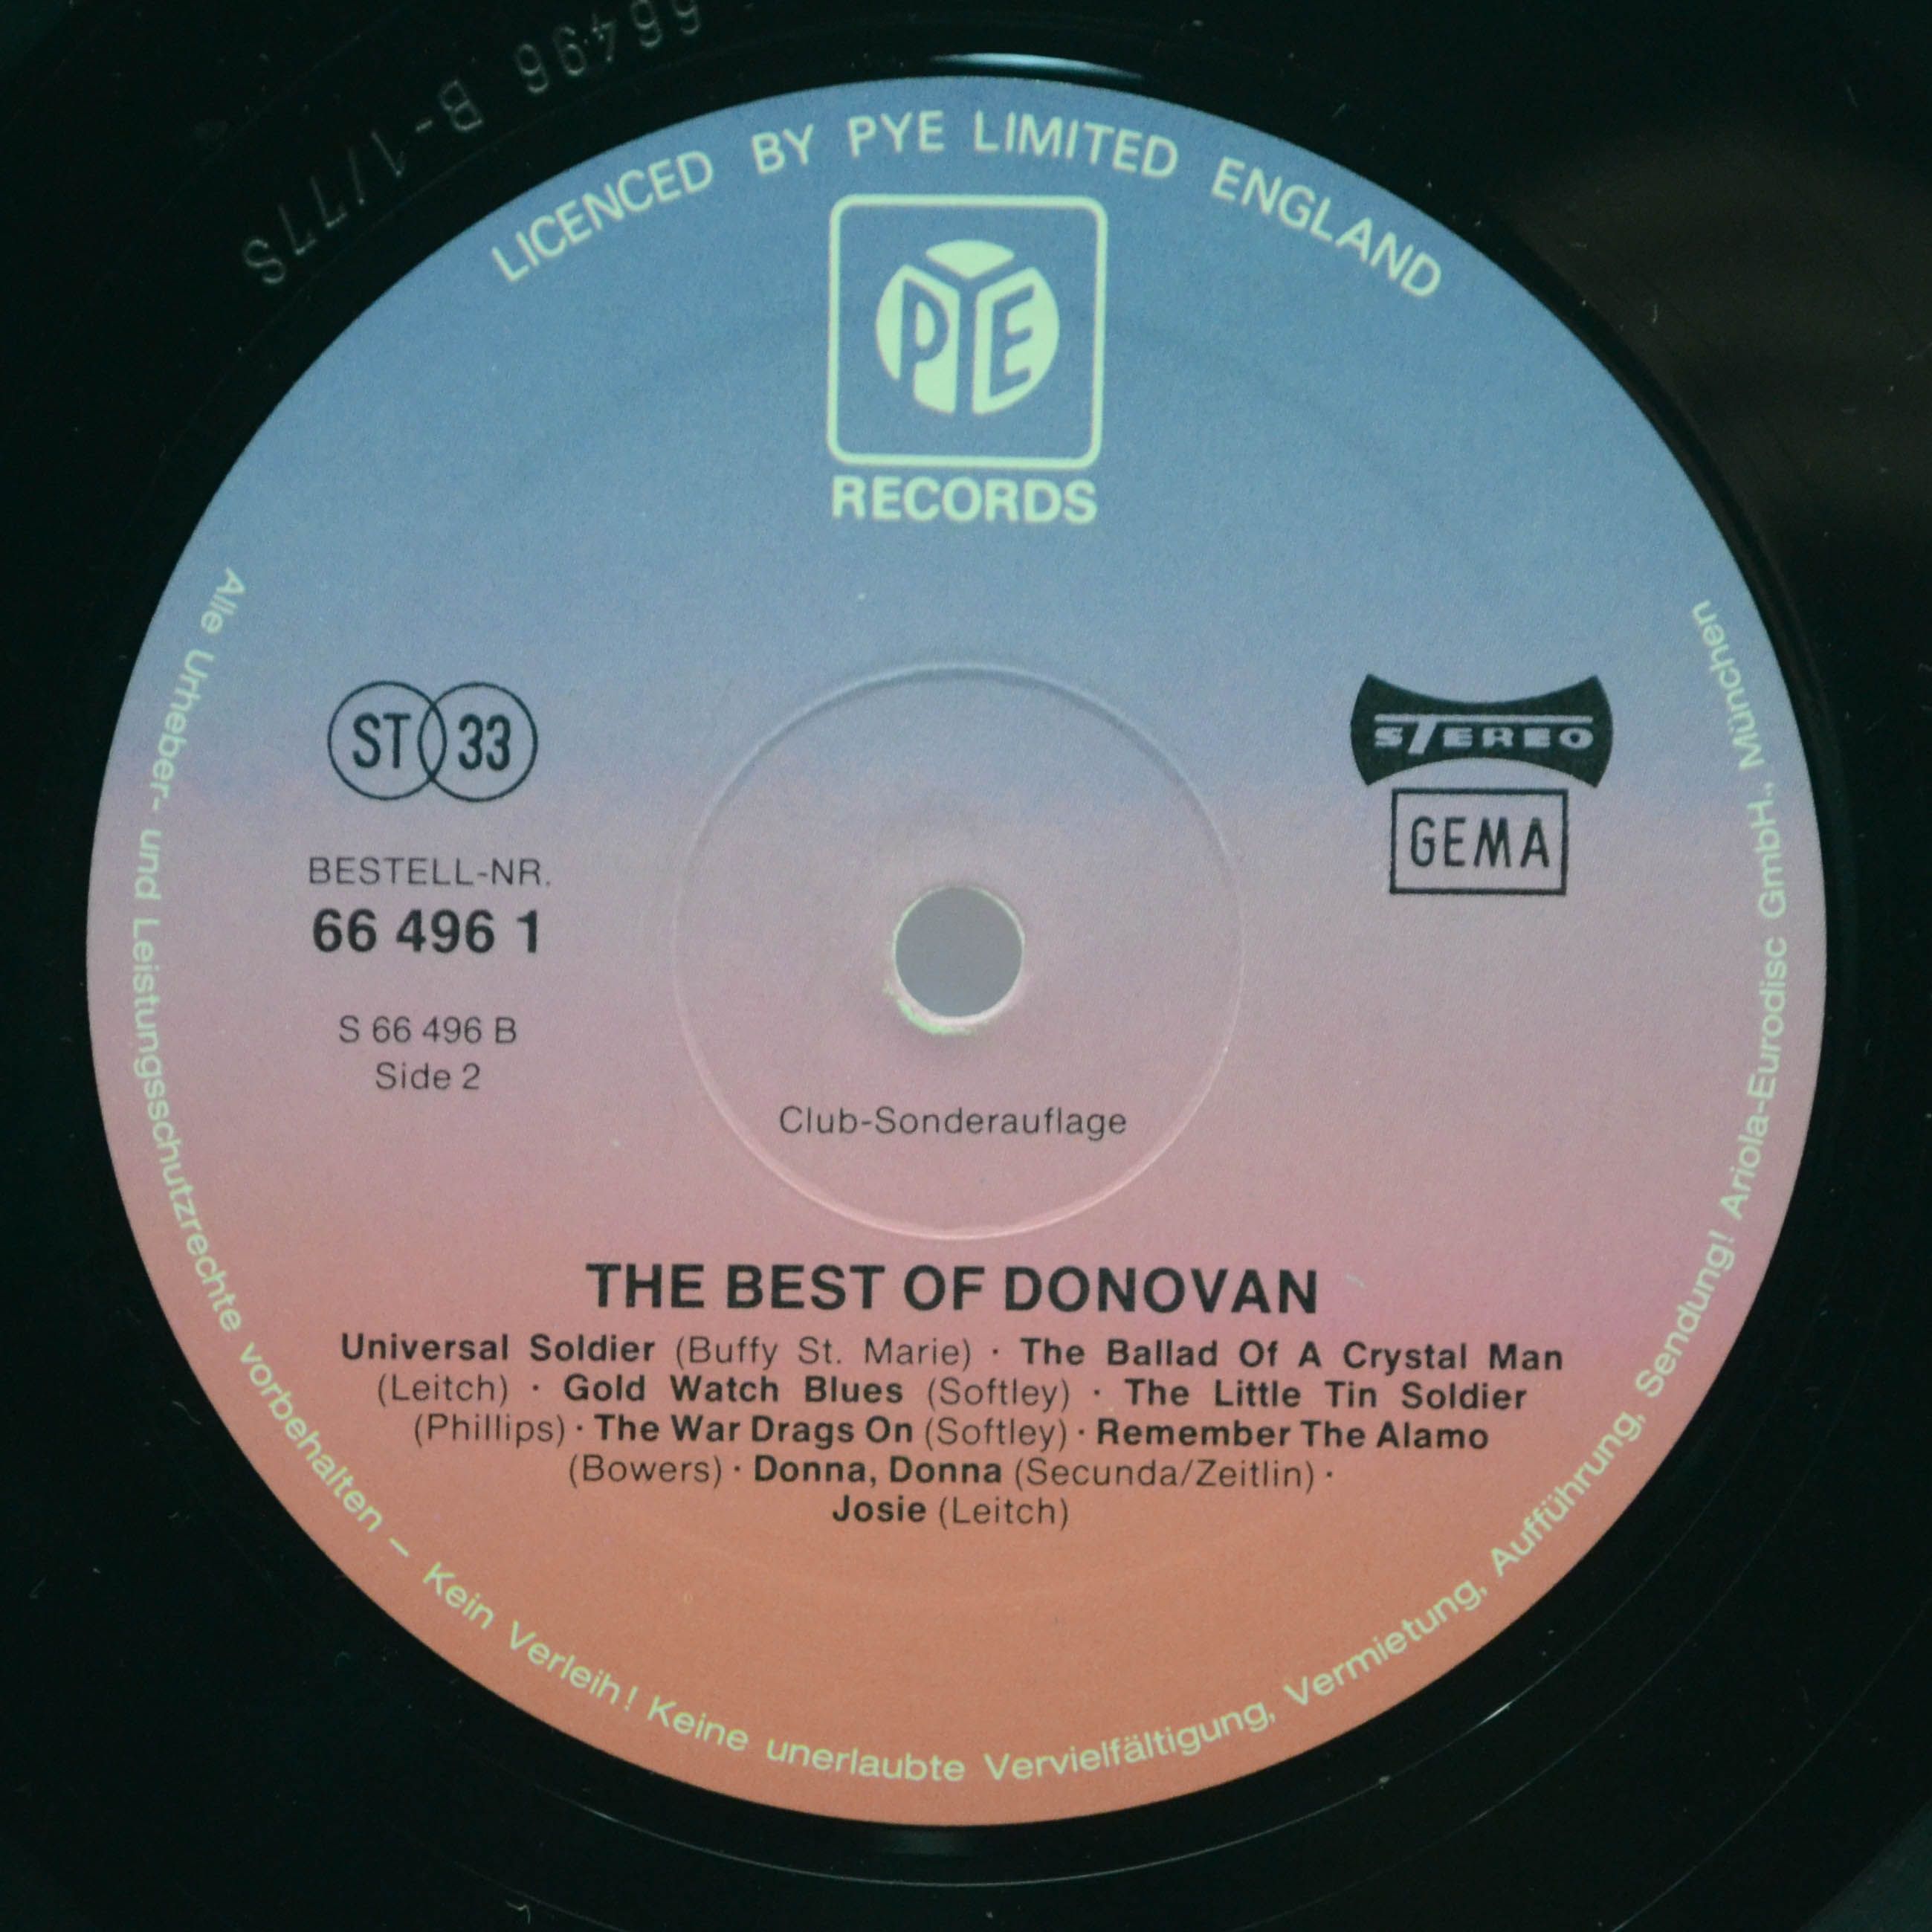 66496 B-1/77S
LICENCED BY PYE LIMITED ENGLAND
PYE
RECORDS
ST 33
STEREO
GEMA
BESTELL-NR.
66 496 1
S 66 496 B
Side 2
Club-Sonderauflage
THE BEST OF DONOVAN
Universal Soldier (Buffy St. Marie) · The Ballad Of A Crystal Man
(Leitch) · Gold Watch Blues (Softley) · The Little Tin Soldier
(Phillips) · The War Drags On (Softley) · Remember The Alamo
(Bowers) · Donna, Donna (Secunda/Zeitlin) ·
Josie (Leitch)
Alle Urheber- und Leistungsschutzrechte vorbehalten – Kein Verleih! Keine unerlaubte Vervielfältigung, Vermietung, Aufführung, Sendung! Ariola-Eurodisc GmbH., München